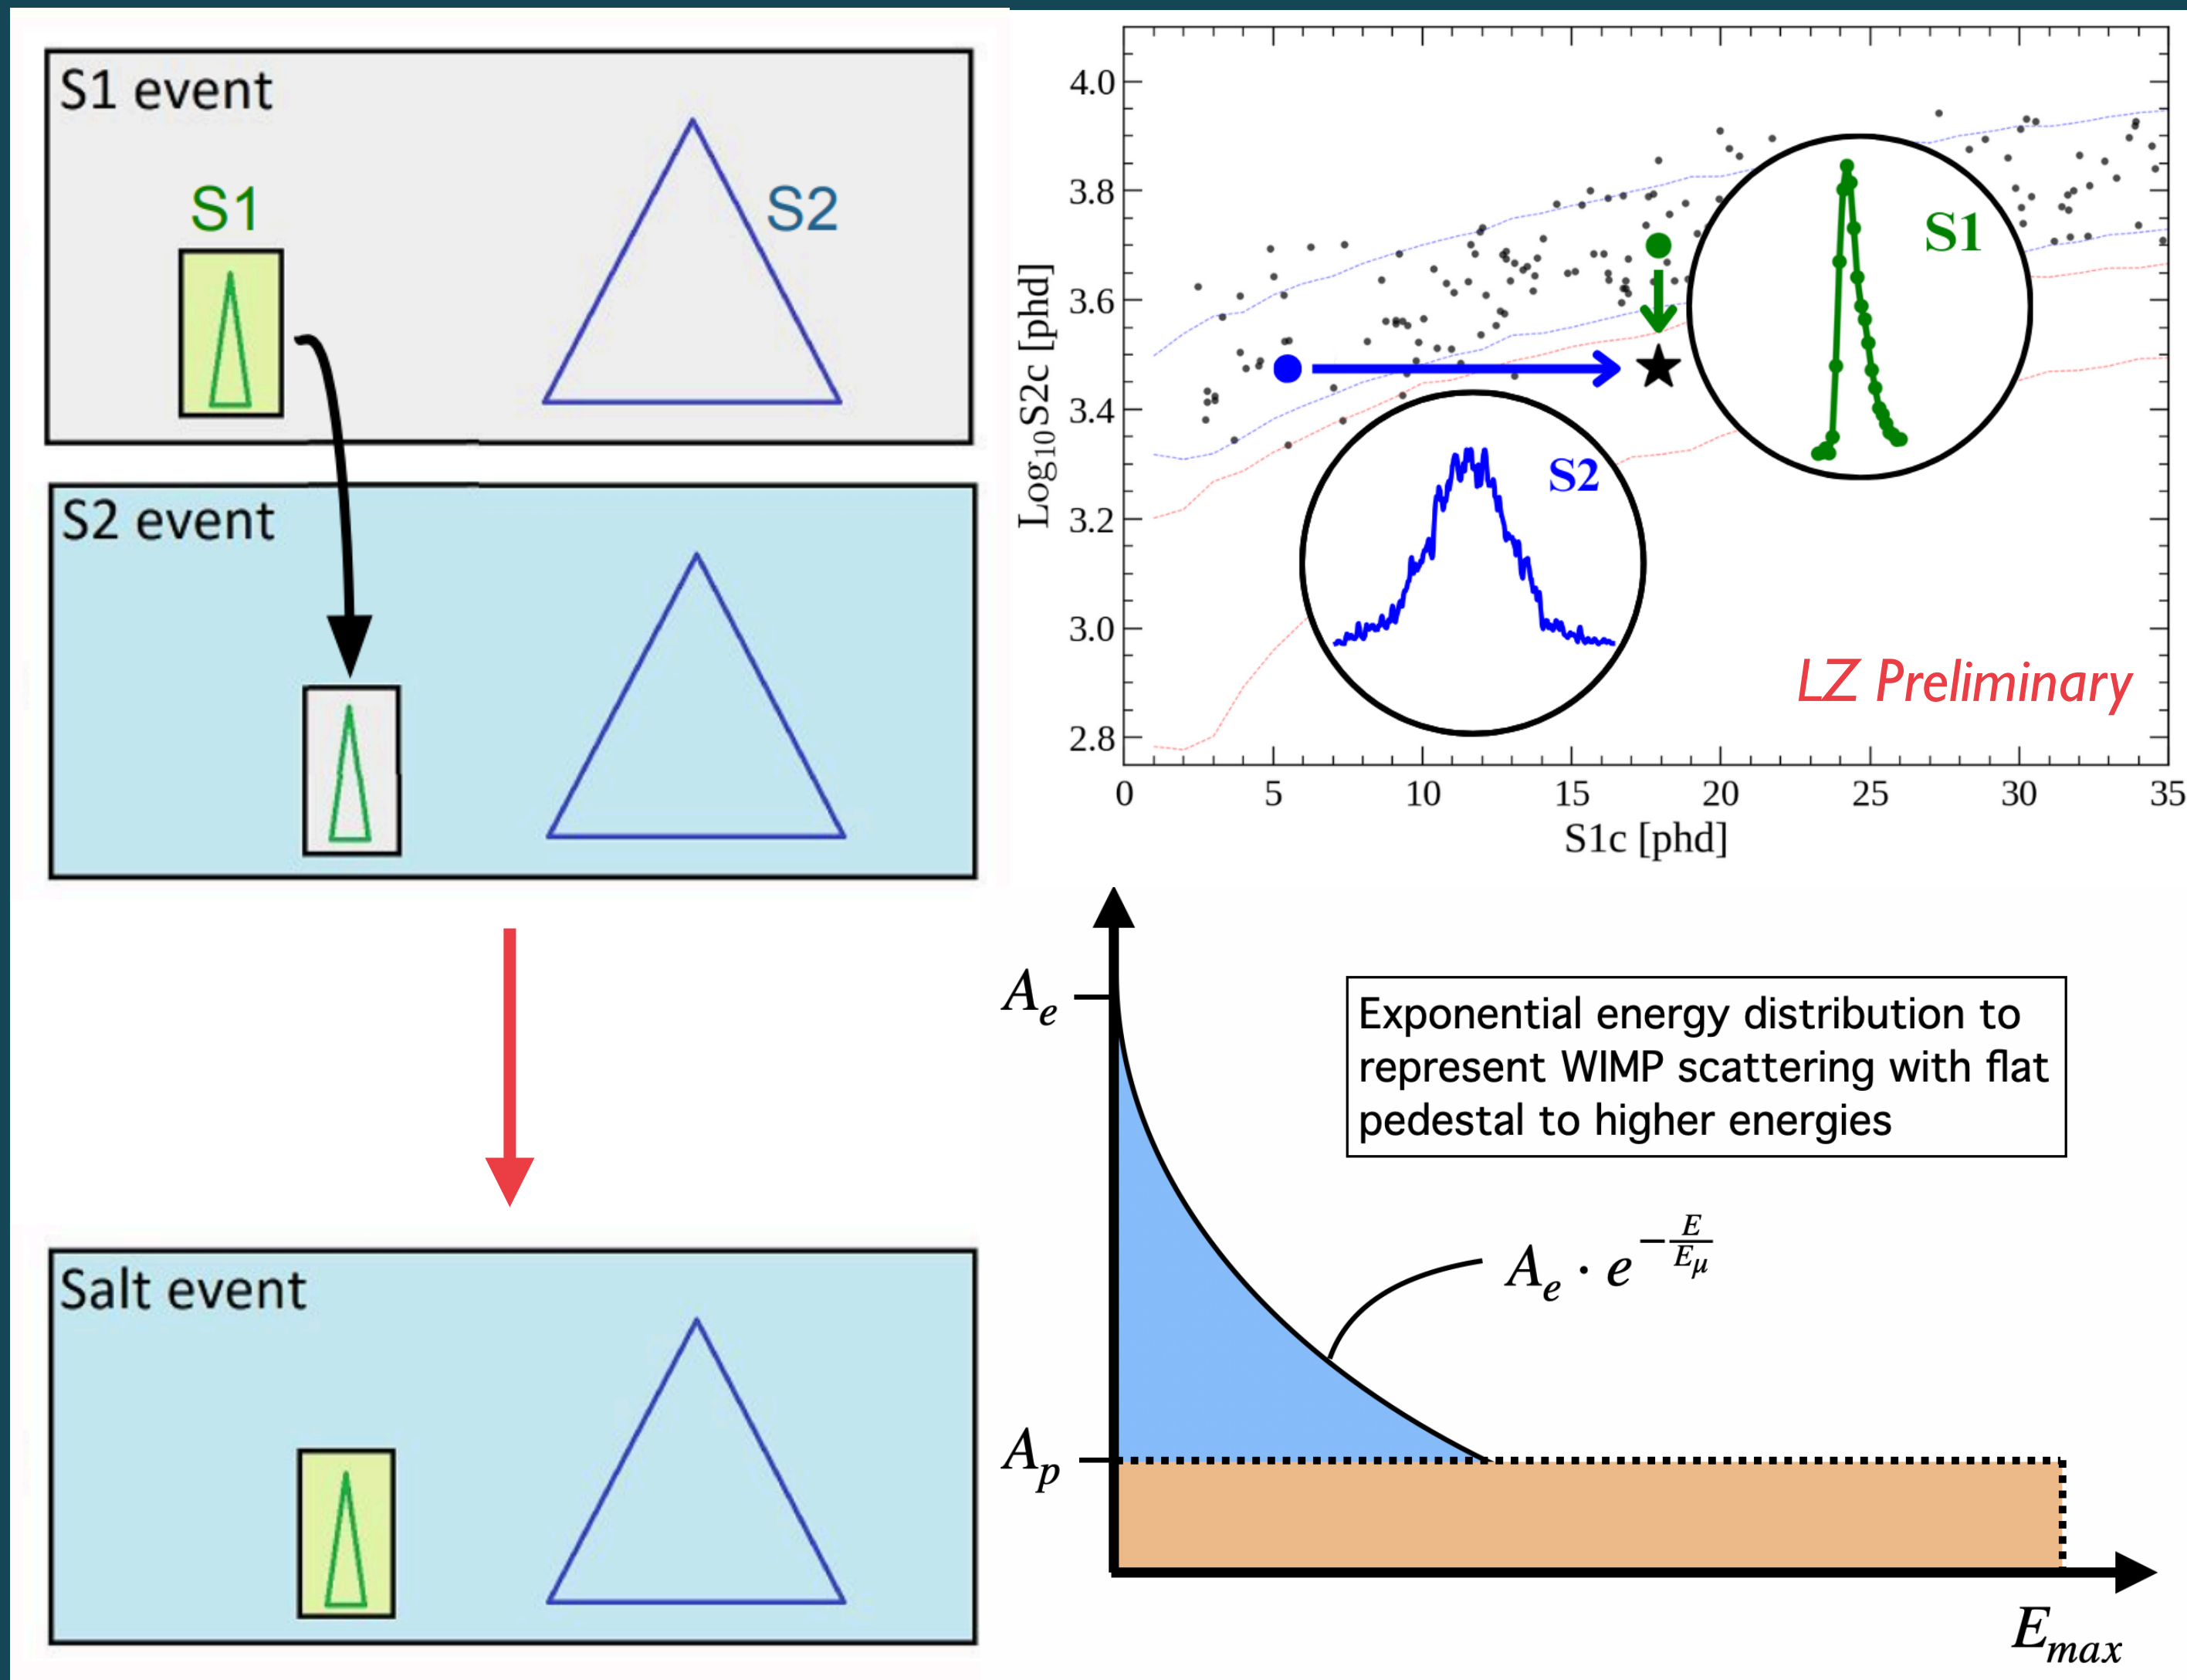 S1 event
S1
S2
S2 event
Salt event
Log₁₀S2c [phd]
4.0
3.8
3.6
3.4
3.2
3.0
2.8
S1
S2
LZ Preliminary
0 5 10 15 20 25 30 35
S1c [phd]
Aₑ
Exponential energy distribution to
represent WIMP scattering with flat
pedestal to higher energies
Aₑ · e^(−E/E_μ)
Aₚ
E_max